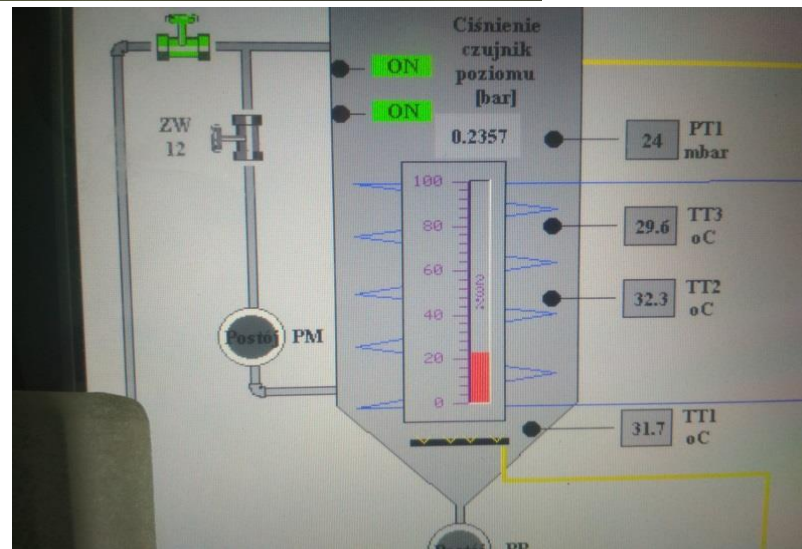 Ciśnienie
czujnik
poziomu
[bar]
0.2357
ON
ON
ZW
12
24
PT1
mbar
100
80
60
40
20
0
29.6
TT3
oC
32.3
TT2
oC
Postój
PM
31.7
TT1
oC